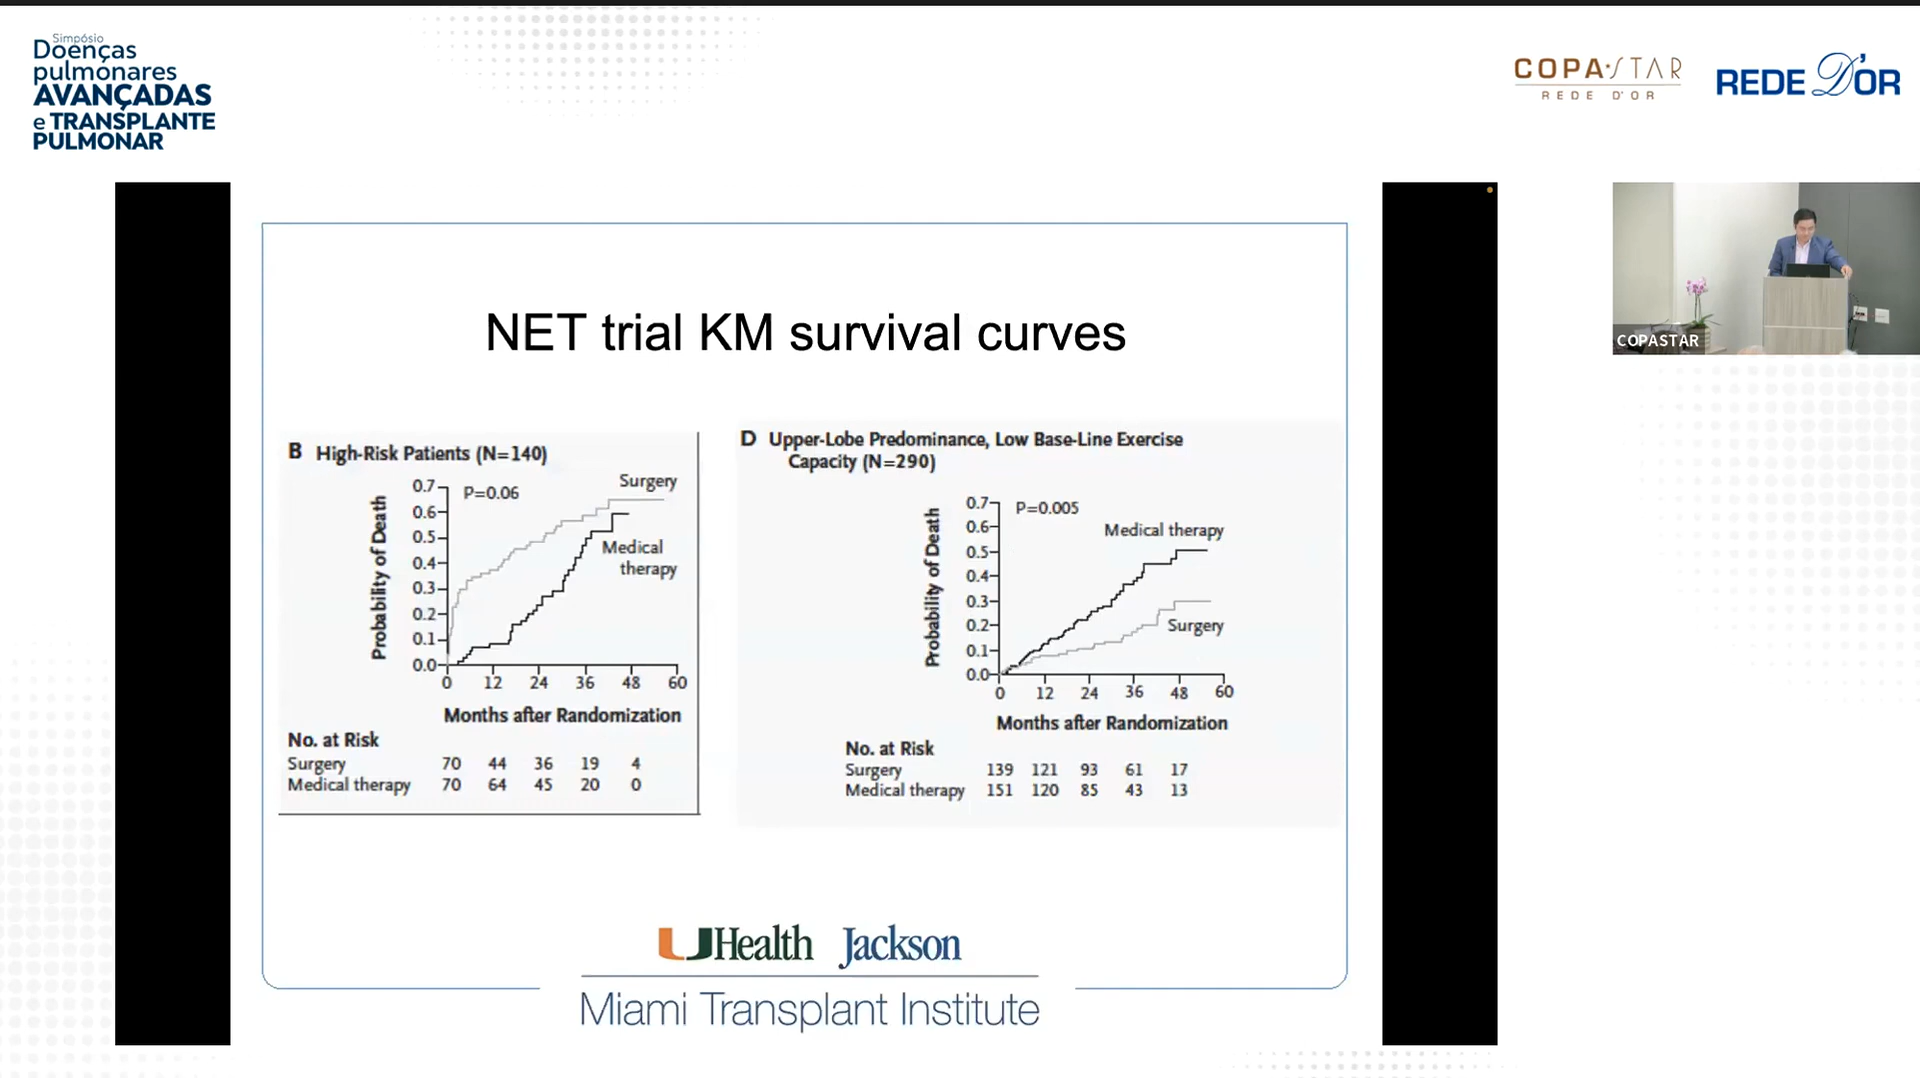 Simpósio
Doenças
pulmonares
AVANÇADAS
e TRANSPLANTE
PULMONAR
COPA STAR
REDE D'OR
REDE D'OR
COPASTAR
NET trial KM survival curves
B High-Risk Patients (N=140)
P=0.06
Surgery
Medical
therapy
Probability of Death
0.7
0.6
0.5
0.4
0.3
0.2
0.1
0.0
0 12 24 36 48 60
Months after Randomization
No. at Risk
Surgery 70 44 36 19 4
Medical therapy 70 64 45 20 0
D Upper-Lobe Predominance, Low Base-Line Exercise
Capacity (N=290)
P=0.005
Medical therapy
Surgery
Probability of Death
0.7
0.6
0.5
0.4
0.3
0.2
0.1
0.0
0 12 24 36 48 60
Months after Randomization
No. at Risk
Surgery 139 121 93 61 17
Medical therapy 151 120 85 43 13
UHealth Jackson
Miami Transplant Institute